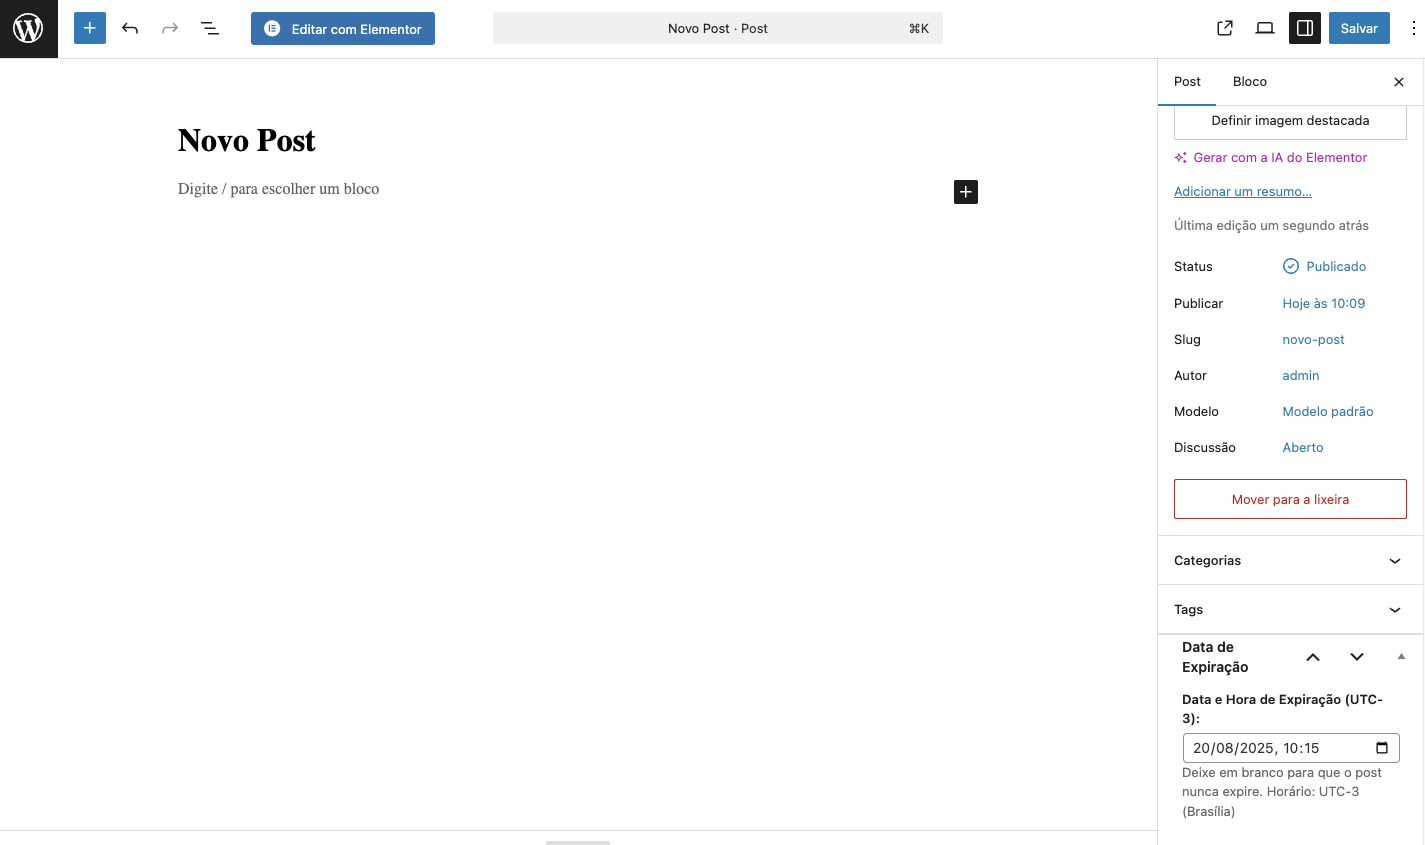 Editar com Elementor
Novo Post · Post
⌘K
Salvar
Post
Bloco
Definir imagem destacada
Gerar com a IA do Elementor
Adicionar um resumo...
Última edição um segundo atrás
Status
Publicado
Publicar
Hoje às 10:09
Slug
novo-post
Autor
admin
Modelo
Modelo padrão
Discussão
Aberto
Mover para a lixeira
Categorias
Tags
Data de
Expiração
Data e Hora de Expiração (UTC-
3):
20/08/2025, 10:15
Deixe em branco para que o post
nunca expire. Horário: UTC-3
(Brasília)
Novo Post
Digite / para escolher um bloco